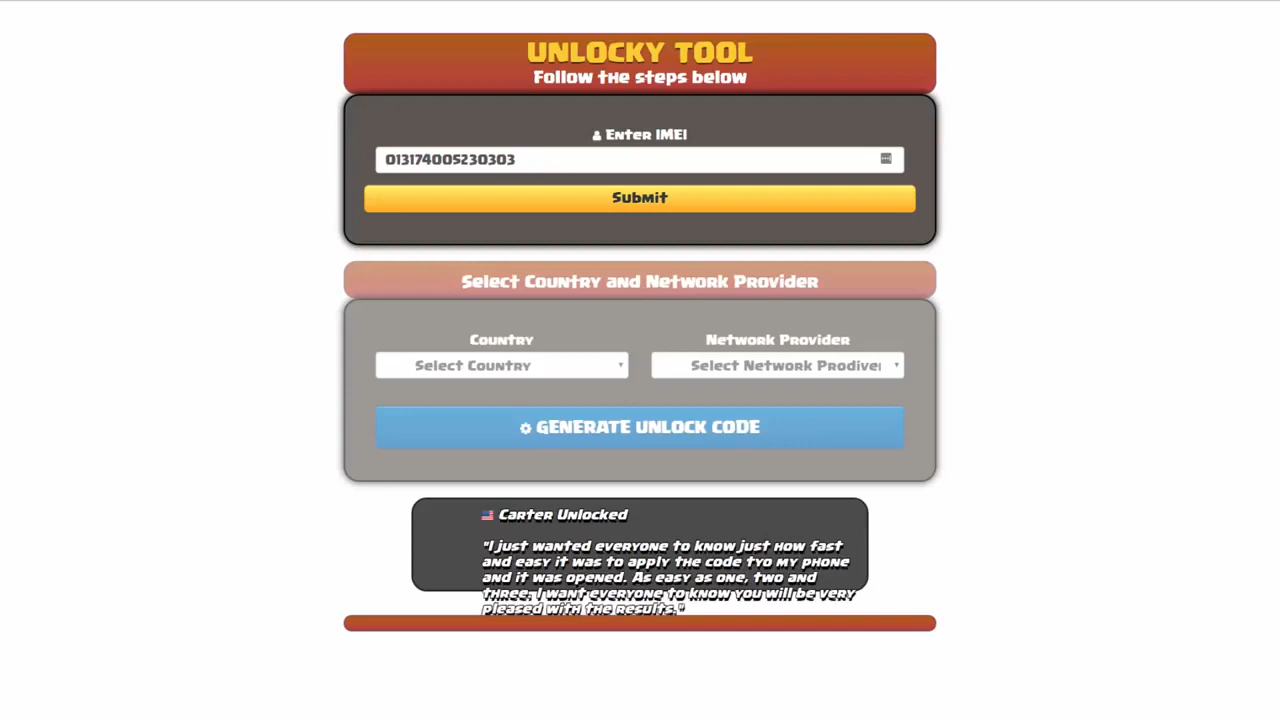 UNLOCKY TOOL
Follow the steps below
Enter IMEI
013174005230303
Submit
Select Country and Network Provider
Country
Network Provider
Select Country
Select Network Prodiver
GENERATE UNLOCK CODE
Carter Unlocked
"I just wanted everyone to know just how fast
and easy it was to apply the code tyo my phone
and it was opened. As easy as one, two and
three. I want everyone to know you will be very
pleased with the results."